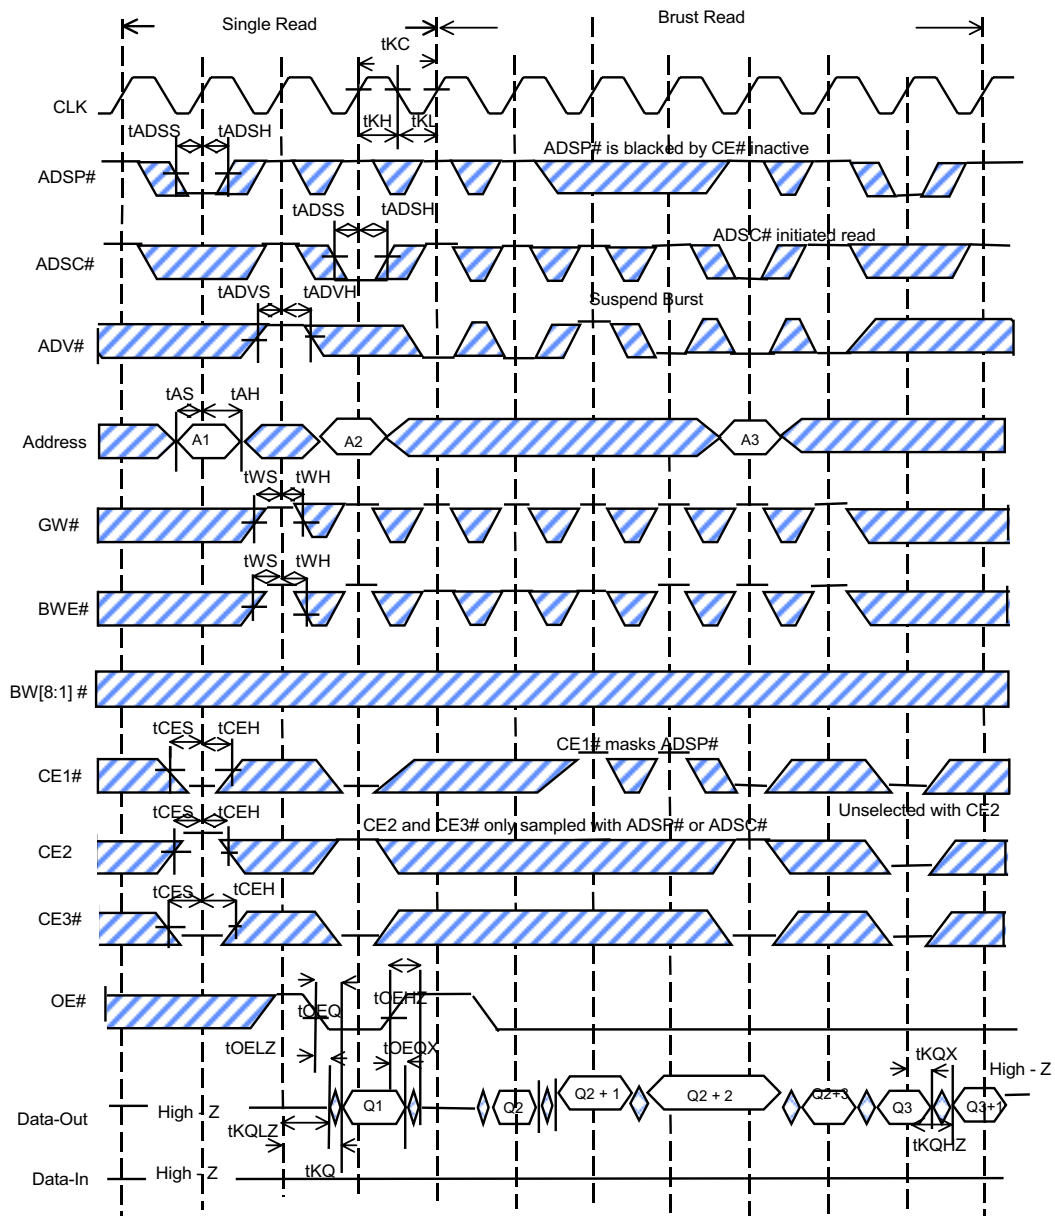 Single Read
Brust Read
tKC
CLK
tKH
tKL
tADSS
tADSH
ADSP# is blacked by CE# inactive
ADSP#
tADSS
tADSH
ADSC# initiated read
ADSC#
tADVS
tADVH
Suspend Burst
ADV#
tAS
tAH
Address
A1
A2
A3
tWS
tWH
GW#
tWS
tWH
BWE#
BW[8:1] #
tCES
tCEH
CE1# masks ADSP#
CE1#
Unselected with CE2
tCES
tCEH
CE2 and CE3# only sampled with ADSP# or ADSC#
CE2
tCES
tCEH
CE3#
OE#
tOEQ
tOEHZ
tOELZ
tOEQX
tKQX
High - Z
Data-Out
High - Z
Q1
Q2
Q2 + 1
Q2 + 2
Q2+3
Q3
Q3+1
tKQLZ
tKQHZ
tKQ
Data-In
High - Z